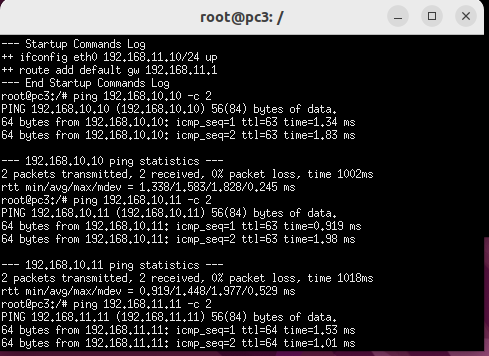 root@pc3: /
--- Startup Commands Log
++ ifconfig eth0 192.168.11.10/24 up
++ route add default gw 192.168.11.1
--- End Startup Commands Log
root@pc3:/# ping 192.168.10.10 -c 2
PING 192.168.10.10 (192.168.10.10) 56(84) bytes of data.
64 bytes from 192.168.10.10: icmp_seq=1 ttl=63 time=1.34 ms
64 bytes from 192.168.10.10: icmp_seq=2 ttl=63 time=1.83 ms

--- 192.168.10.10 ping statistics ---
2 packets transmitted, 2 received, 0% packet loss, time 1002ms
rtt min/avg/max/mdev = 1.338/1.583/1.828/0.245 ms
root@pc3:/# ping 192.168.10.11 -c 2
PING 192.168.10.11 (192.168.10.11) 56(84) bytes of data.
64 bytes from 192.168.10.11: icmp_seq=1 ttl=63 time=0.919 ms
64 bytes from 192.168.10.11: icmp_seq=2 ttl=63 time=1.98 ms

--- 192.168.10.11 ping statistics ---
2 packets transmitted, 2 received, 0% packet loss, time 1018ms
rtt min/avg/max/mdev = 0.919/1.448/1.977/0.529 ms
root@pc3:/# ping 192.168.11.11 -c 2
PING 192.168.11.11 (192.168.11.11) 56(84) bytes of data.
64 bytes from 192.168.11.11: icmp_seq=1 ttl=64 time=1.53 ms
64 bytes from 192.168.11.11: icmp_seq=2 ttl=64 time=1.01 ms